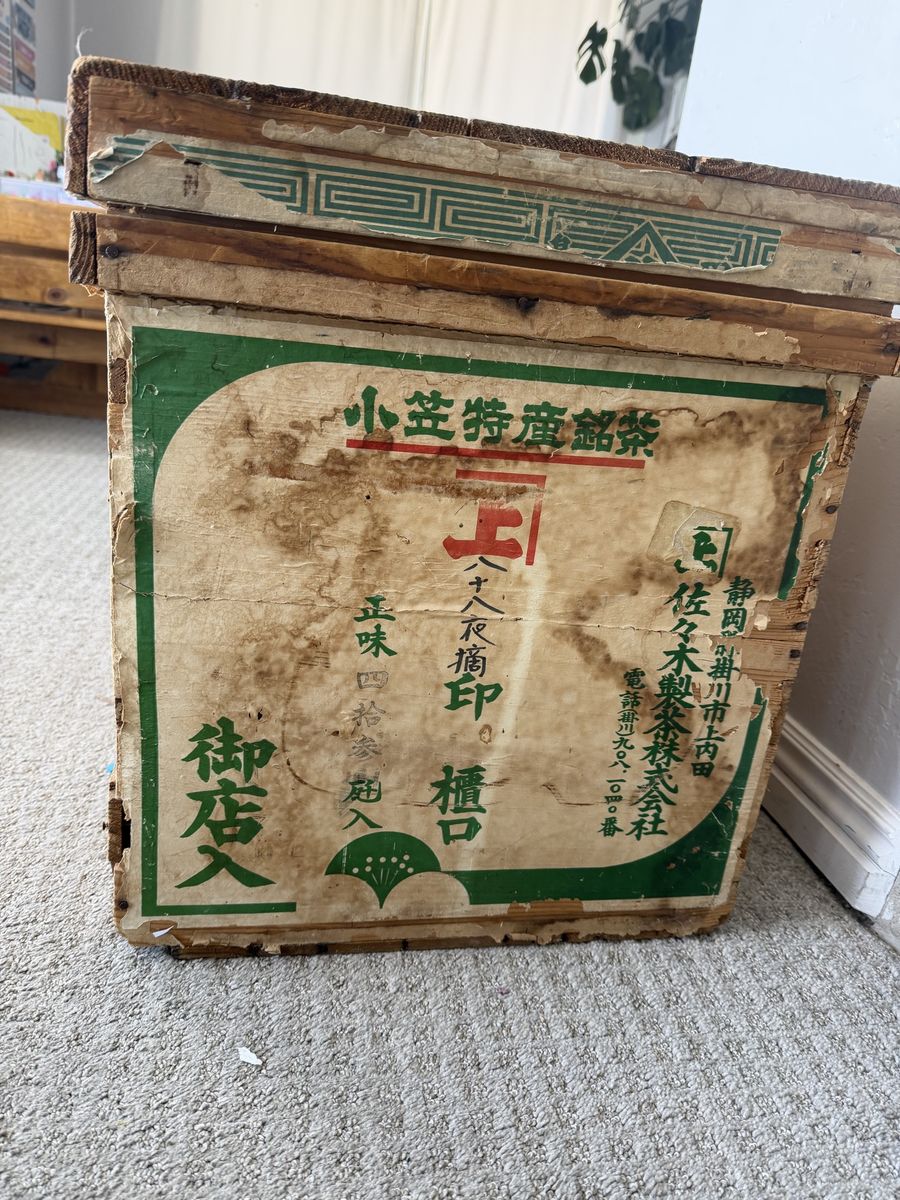 小笠特産銘茶
上
八十八夜摘
印
櫃口
上
静岡県掛川市上内田
佐々木製茶株式会社
電話掛川九〇八、一〇四〇番
正味
四拾参瓩入
御店入